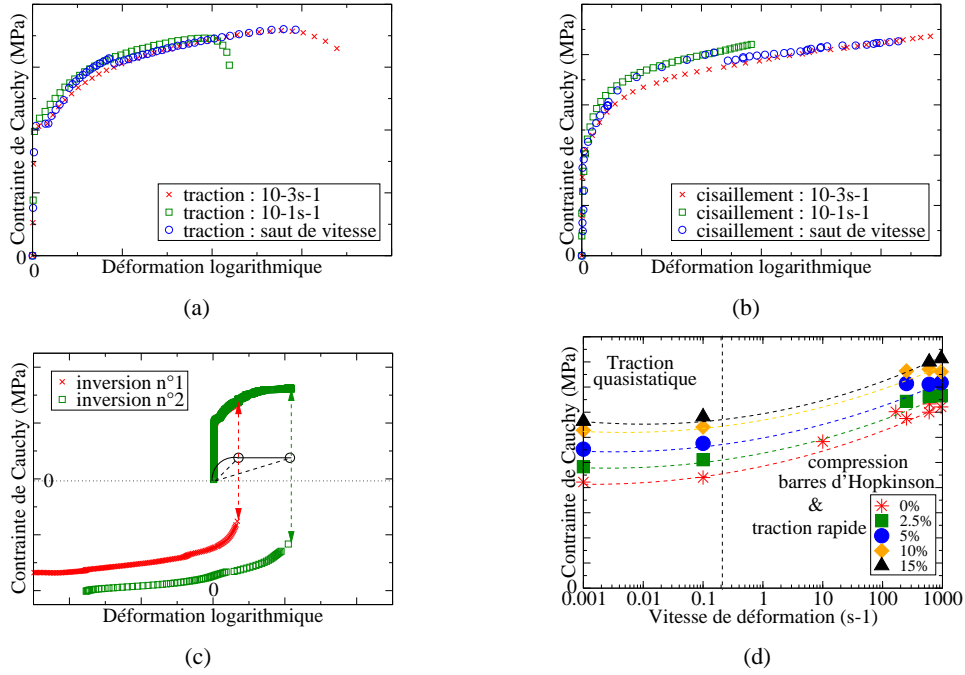 Contrainte de Cauchy (MPa)
× traction : 10-3s-1
traction : 10-1s-1
traction : saut de vitesse
0
0
Déformation logarithmique
(a)
Contrainte de Cauchy (MPa)
× cisaillement : 10-3s-1
cisaillement : 10-1s-1
cisaillement : saut de vitesse
0
0
Déformation logarithmique
(b)
Contrainte de Cauchy (MPa)
× inversion n°1
inversion n°2
0
0
Déformation logarithmique
(c)
Contrainte de Cauchy (MPa)
Traction
quasistatique
compression
barres d'Hopkinson
&
traction rapide
0%
2.5%
5%
10%
15%
0
0.001 0.01 0.1 1 10 100 1000
Vitesse de déformation (s-1)
(d)